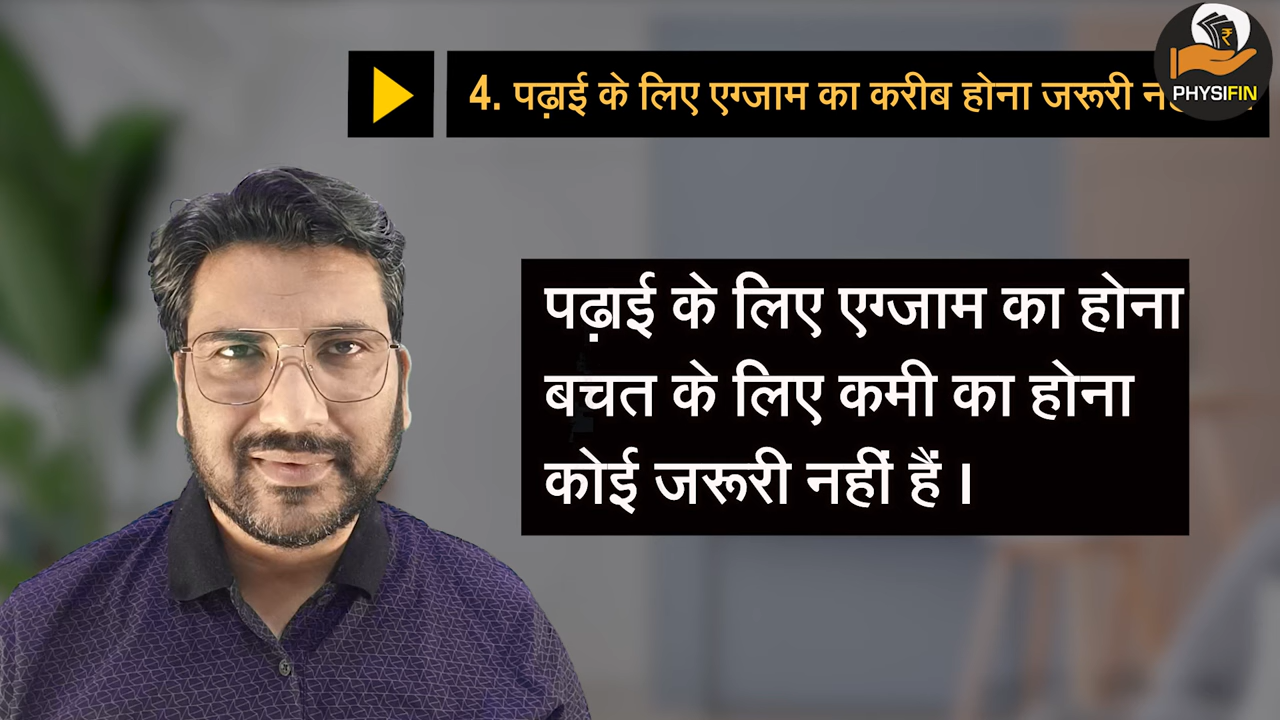 4. पढ़ाई के लिए एग्जाम का करीब होना जरूरी
PHYSIFIN
पढ़ाई के लिए एग्जाम का होना
बचत के लिए कमी का होना
कोई जरूरी नहीं हैं ।